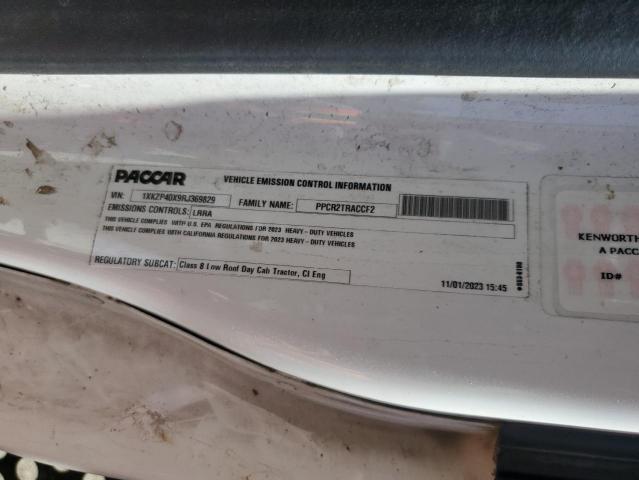 PACCAR VEHICLE EMISSION CONTROL INFORMATION
VIN: 1XKZP40X9RJ369829 FAMILY NAME: PPCR2TRACCF2
EMISSIONS CONTROLS: LRRA
THIS VEHICLE COMPLIES WITH U.S. EPA REGULATIONS FOR 2023 HEAVY - DUTY VEHICLES
THIS VEHICLE COMPLIES WITH CALIFORNIA REGULATIONS FOR 2023 HEAVY - DUTY VEHICLES
REGULATORY SUBCAT: Class 8 Low Roof Day Cab Tractor, CI Eng
11/01/2023 15:45
KENWORTH
A PACC
ID#